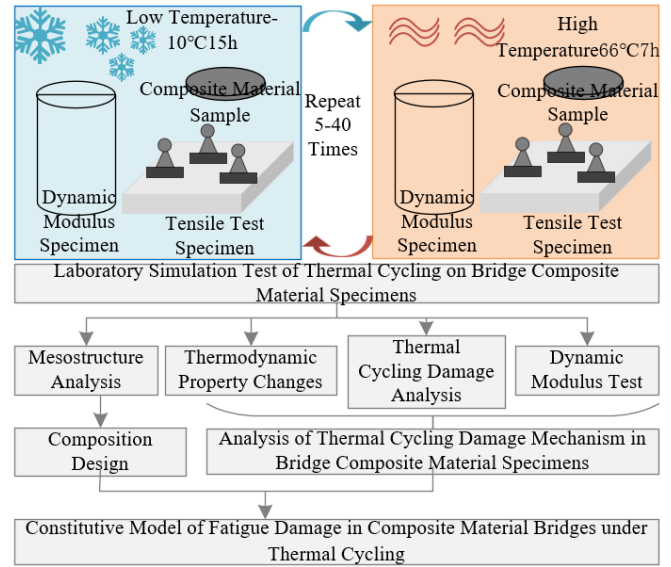 Low Temperature-
10℃15h
Composite Material
Sample
Dynamic
Modulus
Specimen
Tensile Test
Specimen
Repeat
5-40
Times
High
Temperature66℃7h
Composite Material
Sample
Dynamic
Modulus
Specimen
Tensile Test
Specimen
Laboratory Simulation Test of Thermal Cycling on Bridge Composite
Material Specimens
Mesostructure
Analysis
Thermodynamic
Property Changes
Thermal
Cycling Damage
Analysis
Dynamic
Modulus Test
Composition
Design
Analysis of Thermal Cycling Damage Mechanism in
Bridge Composite Material Specimens
Constitutive Model of Fatigue Damage in Composite Material Bridges under
Thermal Cycling